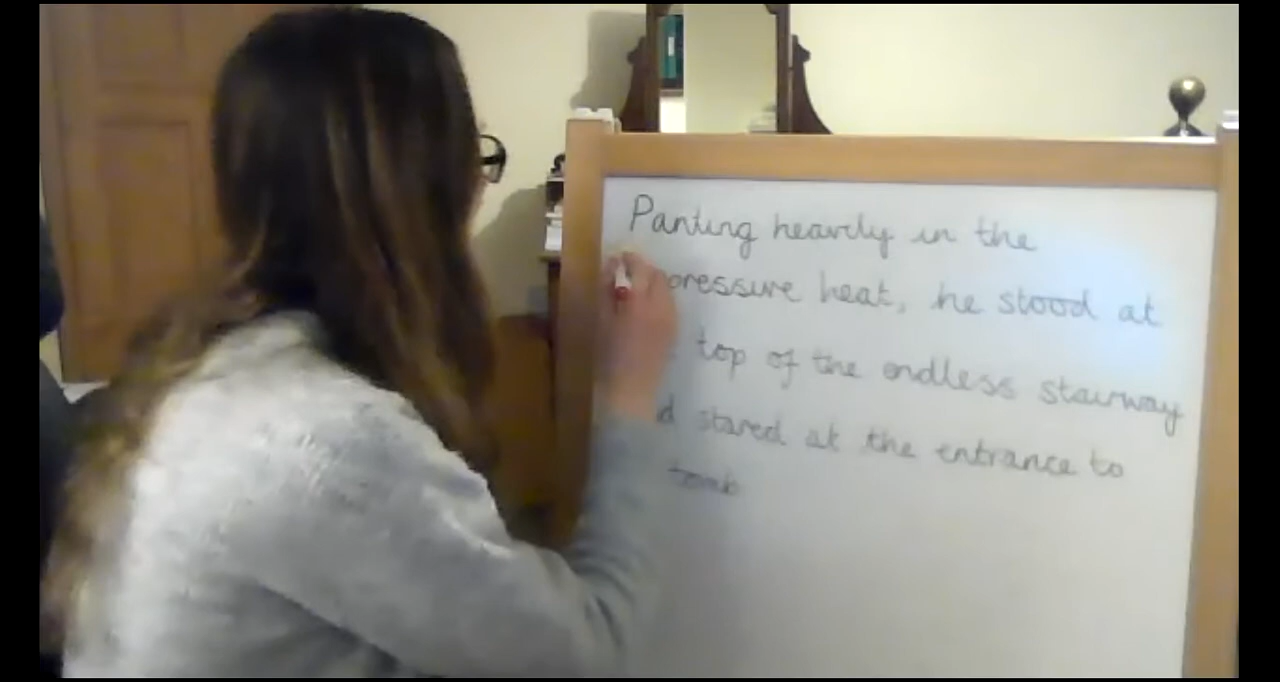 Panting heavily in the
heat, he stood at
top of the endless stairway
stared at the entrance to
tomb